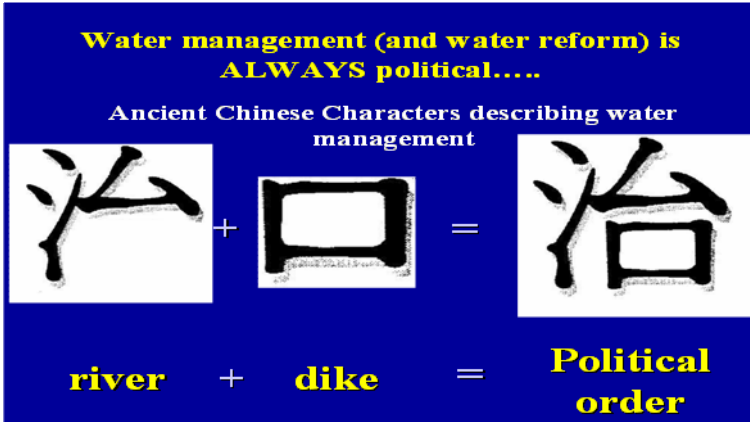 Water management (and water reform) is
ALWAYS political…..
Ancient Chinese Characters describing water
management
氵厶 + 口 = 治
river + dike = Political
order